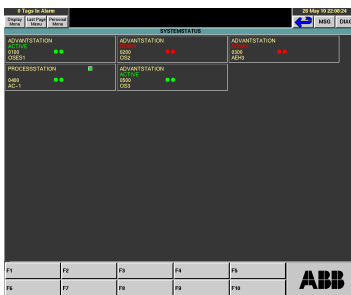 0 Tags in Alarm
28 May 10 22:08:24
Display Menu
Last Page Menu
Personal Menu
MSG
DIAG
SYSTEMSTATUS
ADVANTSTATION
ACTIVE
0100
OSES1
ADVANTSTATION
0200
OS2
ADVANTSTATION
0300
AEH3
PROCESSSTATION
0400
AC-1
ADVANTSTATION
ACTIVE
0500
OS3
F1
F2
F3
F4
F5
F6
F7
F8
F9
F10
ABB